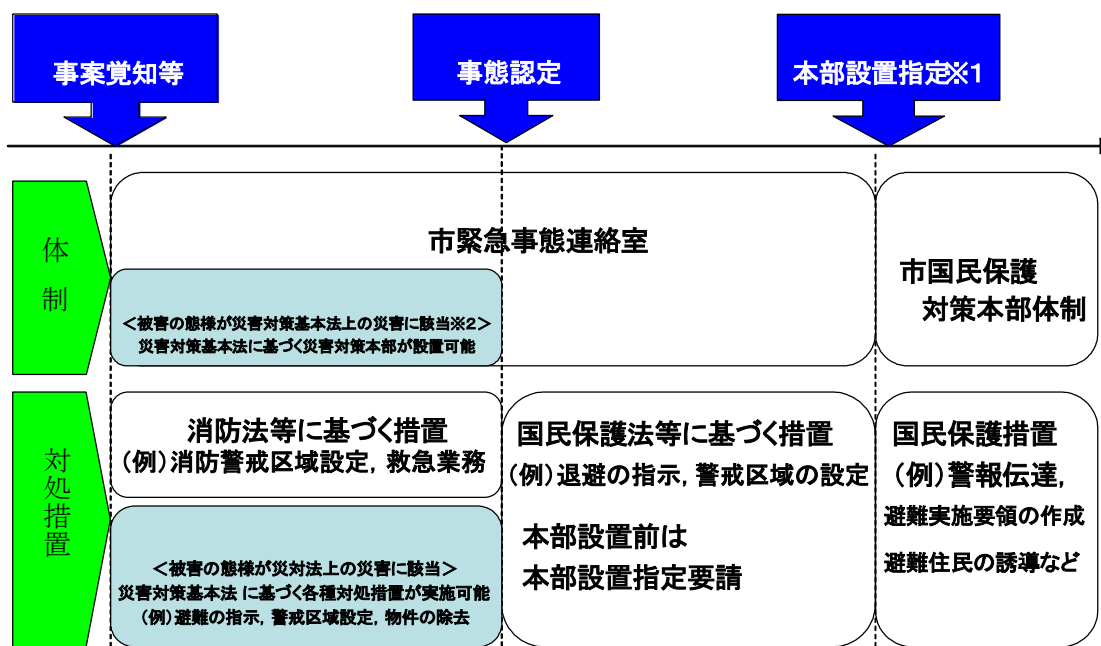 事案覚知等
事態認定
本部設置指定※1
体
制
市緊急事態連絡室
<被害の態様が災害対策基本法上の災害に該当※2>
災害対策基本法に基づく災害対策本部が設置可能
市国民保護
対策本部体制
対処措置
消防法等に基づく措置
(例)消防警戒区域設定,救急業務
<被害の態様が災対法上の災害に該当>
災害対策基本法 に基づく各種対処措置が実施可能
(例)避難の指示,警戒区域設定,物件の除去
国民保護法等に基づく措置
(例)退避の指示,警戒区域の設定
本部設置前は
本部設置指定要請
国民保護措置
(例)警報伝達,
避難実施要領の作成
避難住民の誘導など